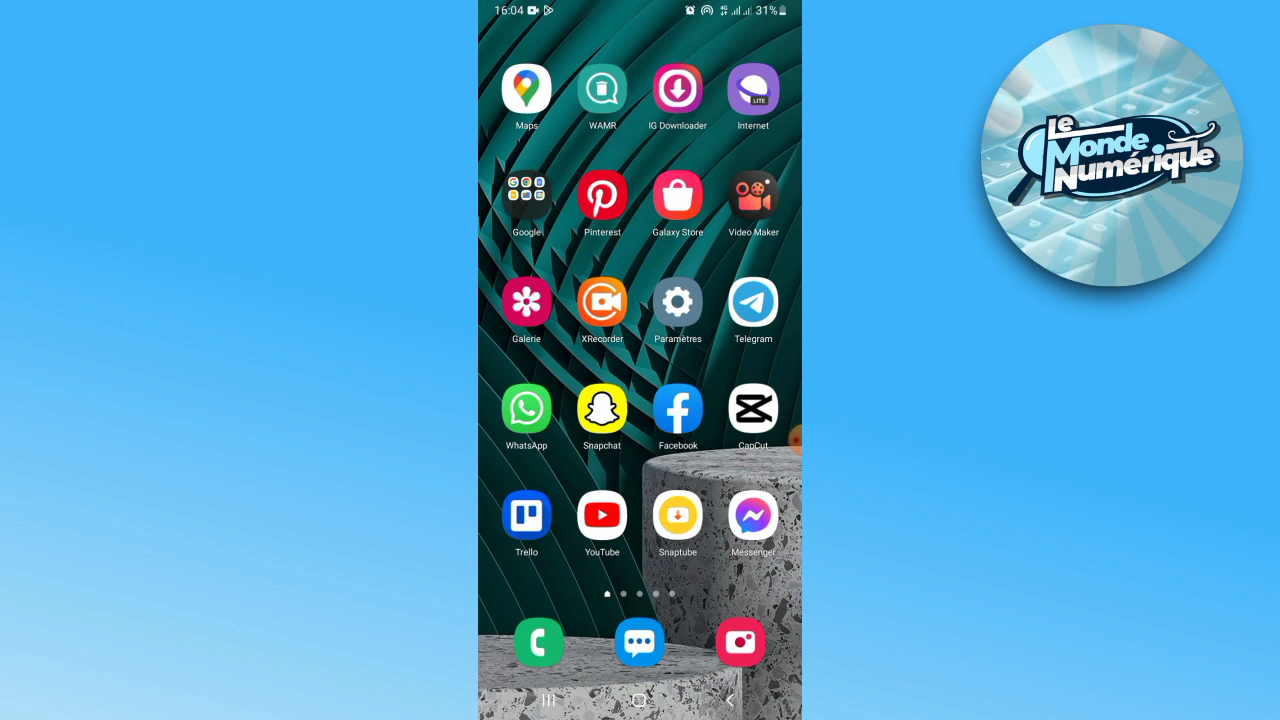 16:04 4G 31%
Le
Monde
Numérique
Maps WAMR IG Downloader Internet
LITE
Google Pinterest Galaxy Store Video Maker
Galerie XRecorder Paramètres Telegram
WhatsApp Snapchat Facebook CapCut
Trello YouTube Snaptube Messenger